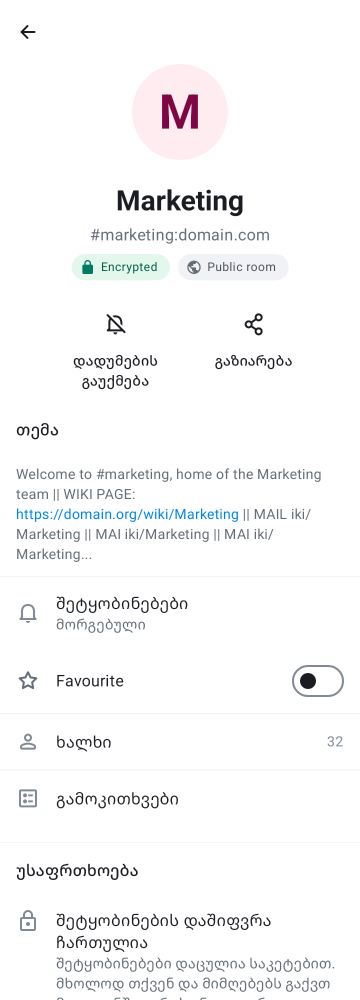 M
Marketing
#marketing:domain.com
Encrypted
Public room
დადუმების
გაუქმება
გაზიარება
თემა
Welcome to #marketing, home of the Marketing
team || WIKI PAGE:
https://domain.org/wiki/Marketing || MAIL iki/
Marketing || MAI iki/Marketing || MAI iki/
Marketing...
შეტყობინებები
მორგებული
Favourite
ხალხი
32
გამოკითხვები
უსაფრთხოება
შეტყობინების დაშიფვრა
ჩართულია
შეტყობინებები დაცულია საკეტებით.
მხოლოდ თქვენ და მიმღებებს გაქვთ